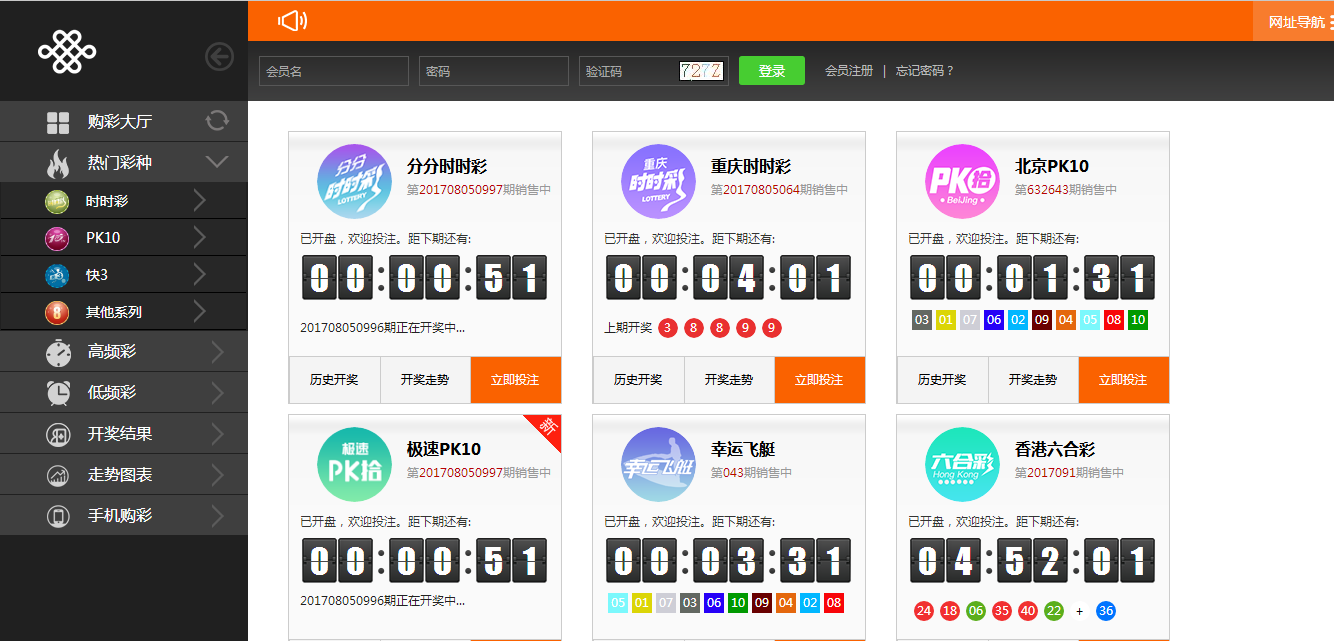 网址导航
会员名
密码
验证码
727Z
登录
会员注册 | 忘记密码？
购彩大厅
热门彩种
时时彩
PK10
快3
其他系列
高频彩
低频彩
开奖结果
走势图表
手机购彩
分分
时时彩
LOTTERY
分分时时彩
第201708050997期销售中
已开盘，欢迎投注。距下期还有:
00:00:51
201708050996期正在开奖中...
历史开奖 开奖走势 立即投注
重庆
时时彩
LOTTERY
重庆时时彩
第20170805064期销售中
已开盘，欢迎投注。距下期还有:
00:04:01
上期开奖 3 8 8 9 9
历史开奖 开奖走势 立即投注
PK拾
BeiJing
北京PK10
第632643期销售中
已开盘，欢迎投注。距下期还有:
00:01:31
03 01 07 06 02 09 04 05 08 10
历史开奖 开奖走势 立即投注
极速
PK拾
极速PK10
新
第201708050997期销售中
已开盘，欢迎投注。距下期还有:
00:00:51
201708050996期正在开奖中...
幸运飞艇
幸运飞艇
第043期销售中
已开盘，欢迎投注。距下期还有:
00:03:31
05 01 07 03 06 10 09 04 02 08
六合彩
Hong Kong
香港六合彩
第2017091期销售中
已开盘，欢迎投注。距下期还有:
04:52:01
24 18 06 35 40 22 + 36